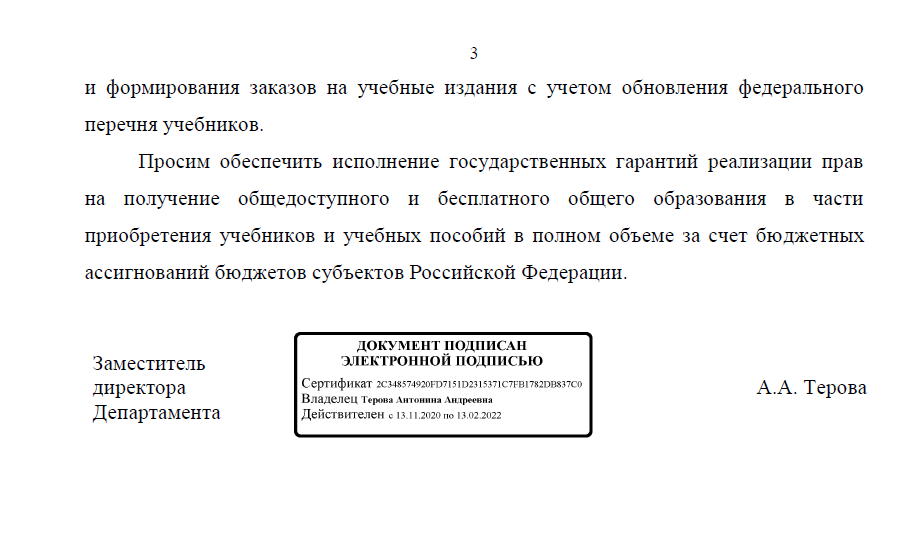 3
и формирования заказов на учебные издания с учетом обновления федерального
перечня учебников.
Просим обеспечить исполнение государственных гарантий реализации прав
на получение общедоступного и бесплатного общего образования в части
приобретения учебников и учебных пособий в полном объеме за счет бюджетных
ассигнований бюджетов субъектов Российской Федерации.
Заместитель
директора
Департамента
ДОКУМЕНТ ПОДПИСАН
ЭЛЕКТРОННОЙ ПОДПИСЬЮ
Сертификат 2C348574920FD7151D2315371C7FB1782DB837C0
Владелец Терова Антонина Андреевна
Действителен с 13.11.2020 по 13.02.2022
А.А. Терова